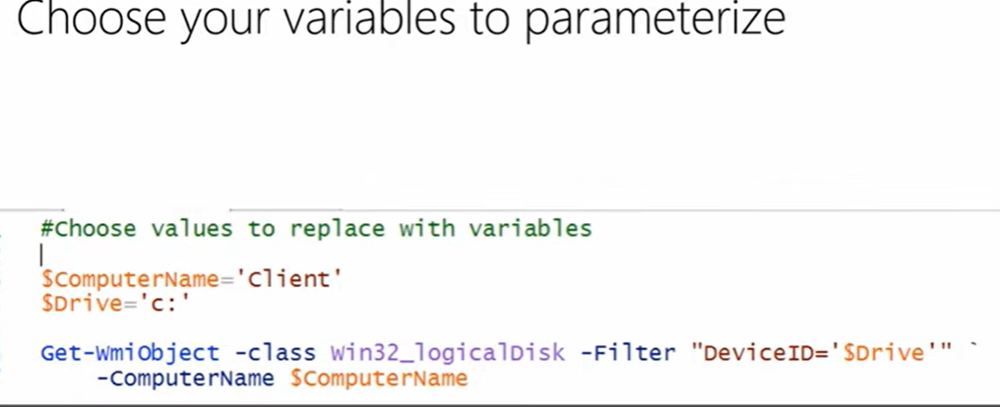 Choose your variables to parameterize
#Choose values to replace with variables
$ComputerName='Client'
$Drive='c:'
Get-WmiObject -class Win32_logicalDisk -Filter "DeviceID='$Drive'" `
-ComputerName $ComputerName